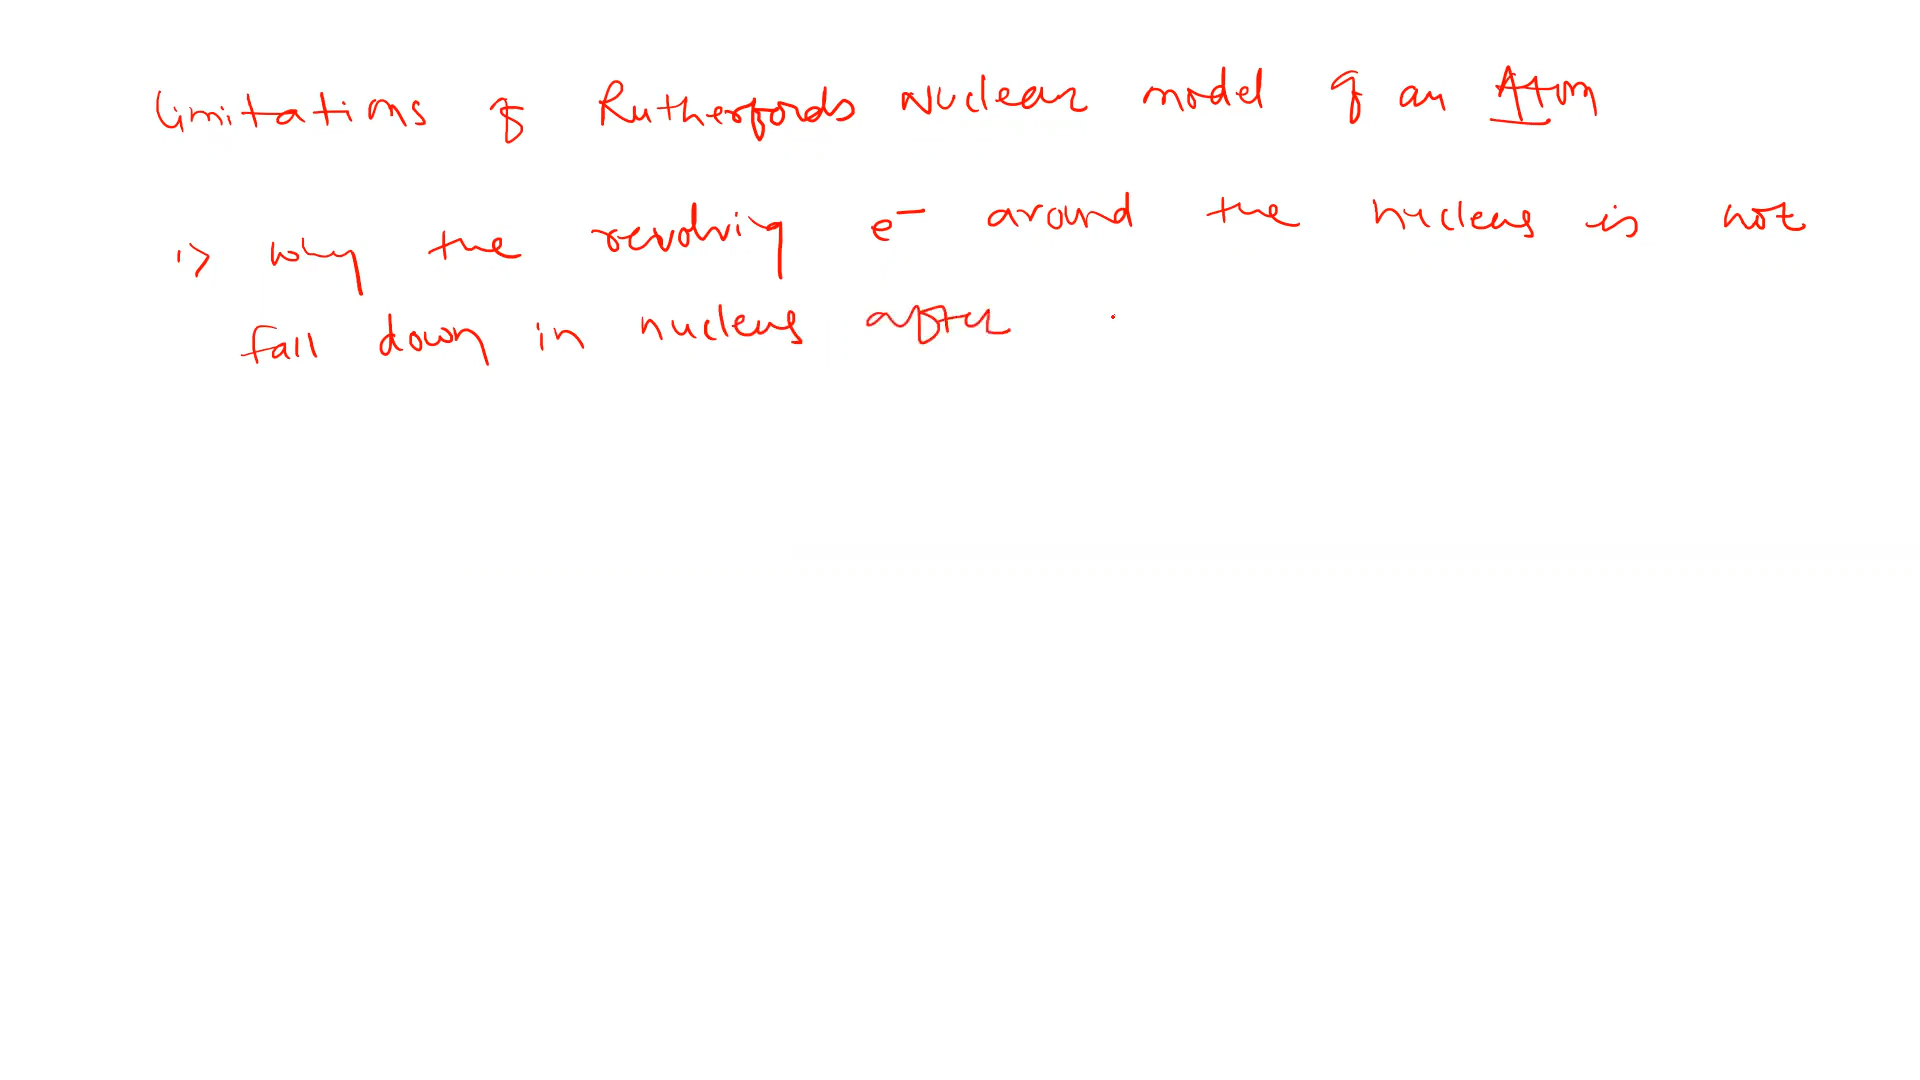 limitations of Rutherfords Nuclear model of an Atom
1> why the revolving e⁻ around the nucleus is not
fall down in nucleus after